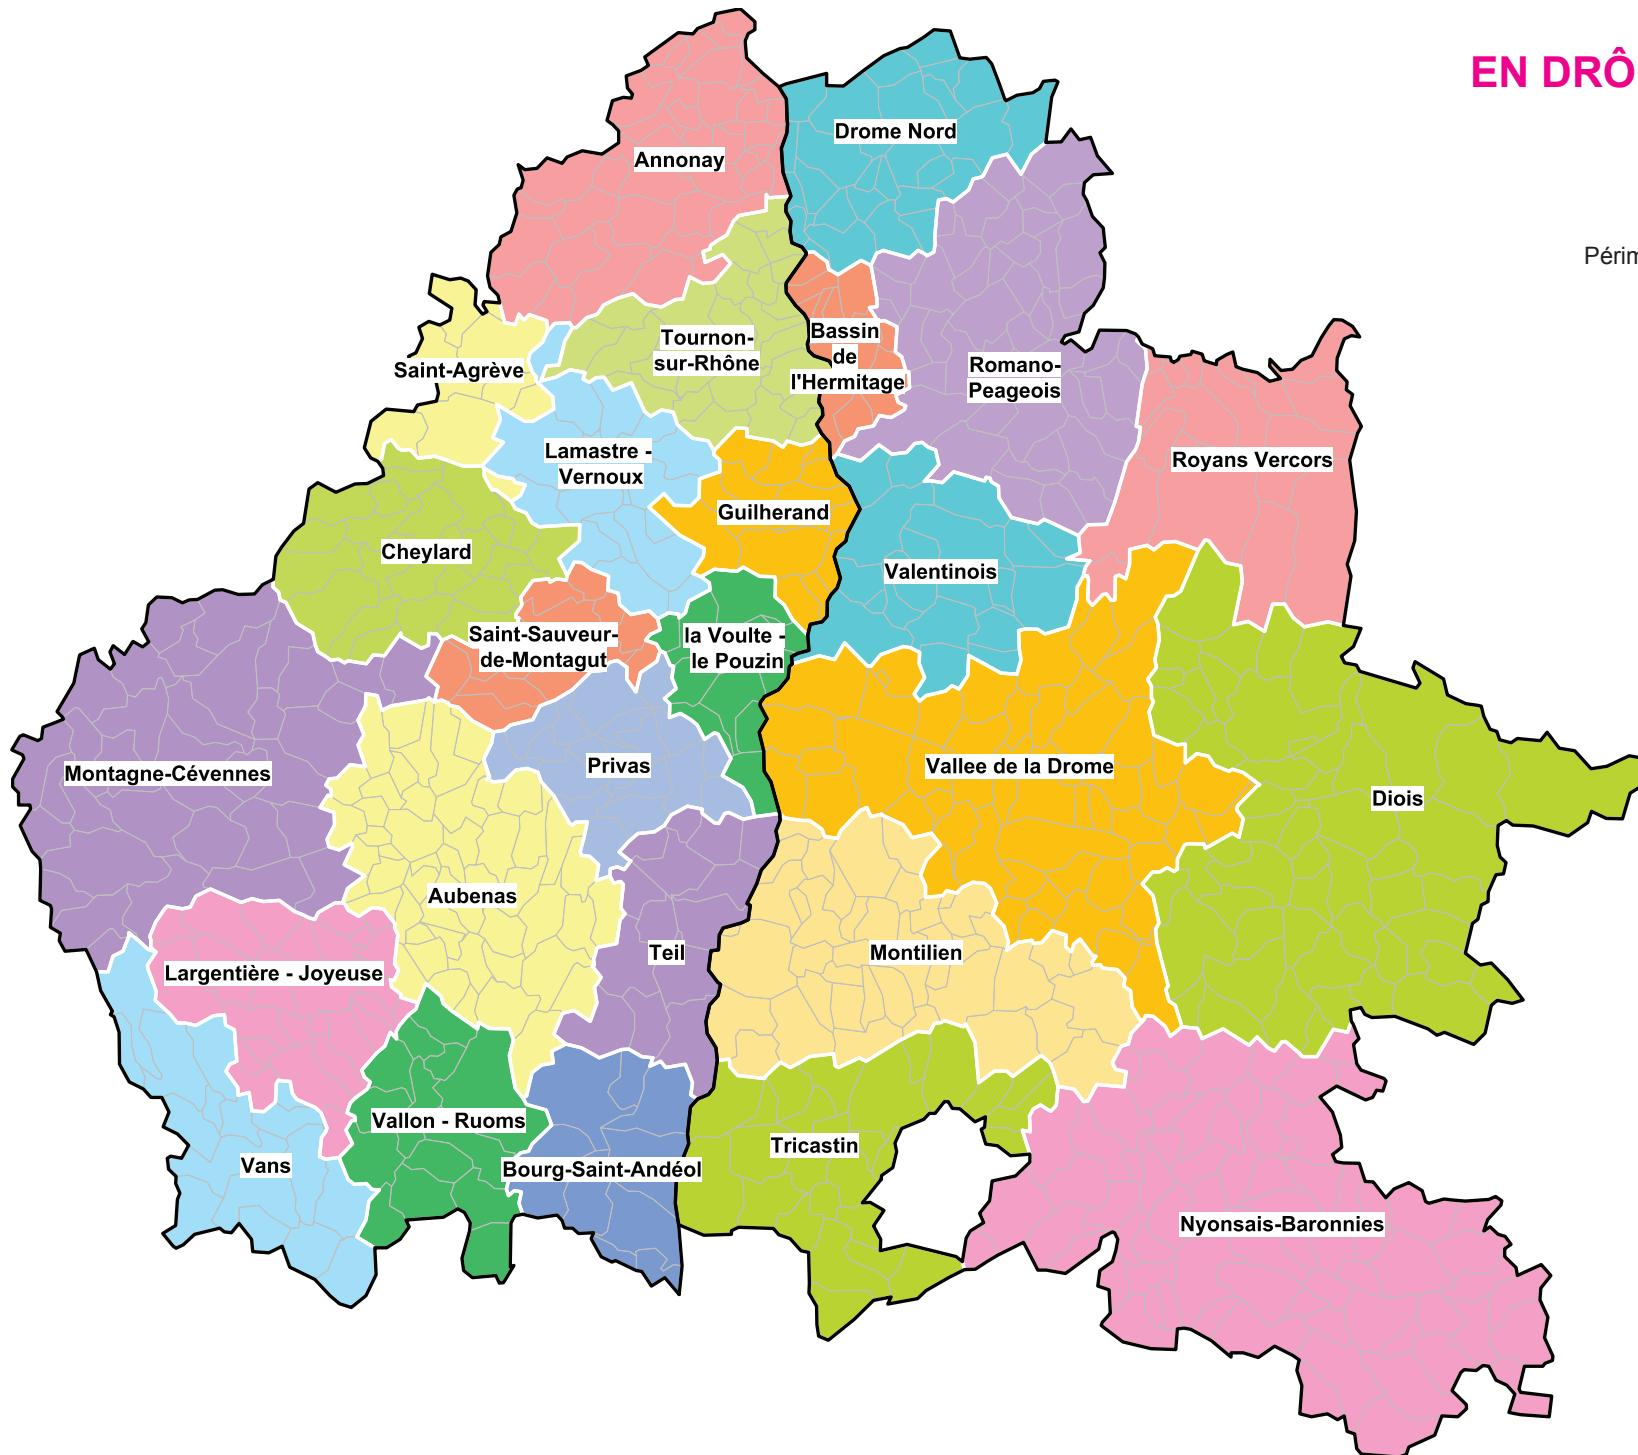 EN DRÔ
Drome Nord
Annonay
Périm
Tournon-
sur-Rhône
Bassin
de
l'Hermitage
Saint-Agrève
Romano-
Peageois
Lamastre -
Vernoux
Royans Vercors
Guilherand
Cheylard
Valentinois
Saint-Sauveur-
de-Montagut
la Voulte -
le Pouzin
Montagne-Cévennes
Privas
Vallee de la Drome
Diois
Aubenas
Teil
Montilien
Largentière - Joyeuse
Vallon - Ruoms
Tricastin
Vans
Bourg-Saint-Andéol
Nyonsais-Baronnies